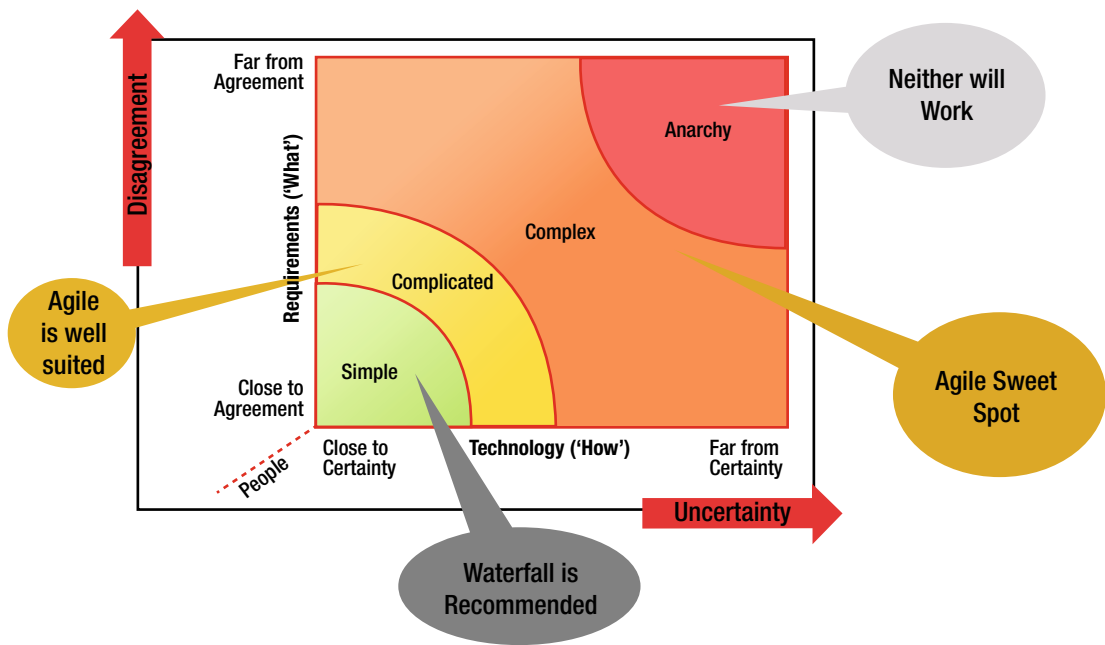 Disagreement
Far from
Agreement
Requirements (‘What’)
Close to
Agreement
Anarchy
Complex
Complicated
Simple
Neither will
Work
Agile
is well
suited
Agile Sweet
Spot
People
Close to
Certainty
Technology (‘How’)
Far from
Certainty
Uncertainty
Waterfall is
Recommended